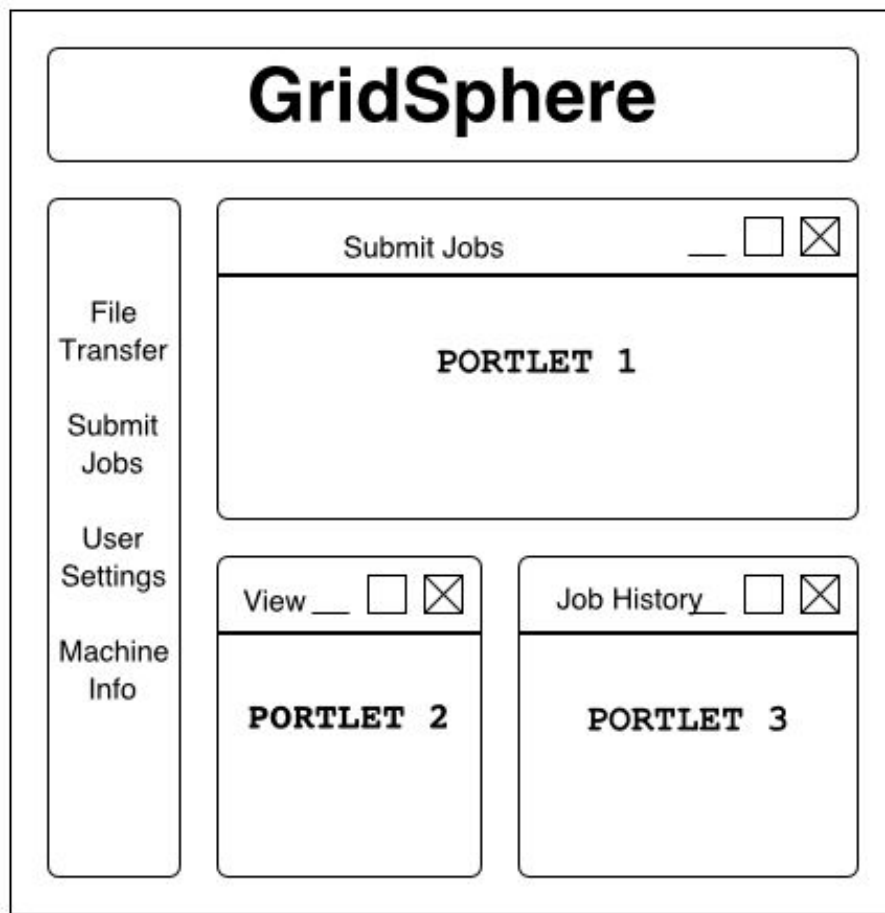 GridSphere
File
Transfer
Submit
Jobs
User
Settings
Machine
Info
Submit Jobs
PORTLET 1
View
PORTLET 2
Job History
PORTLET 3